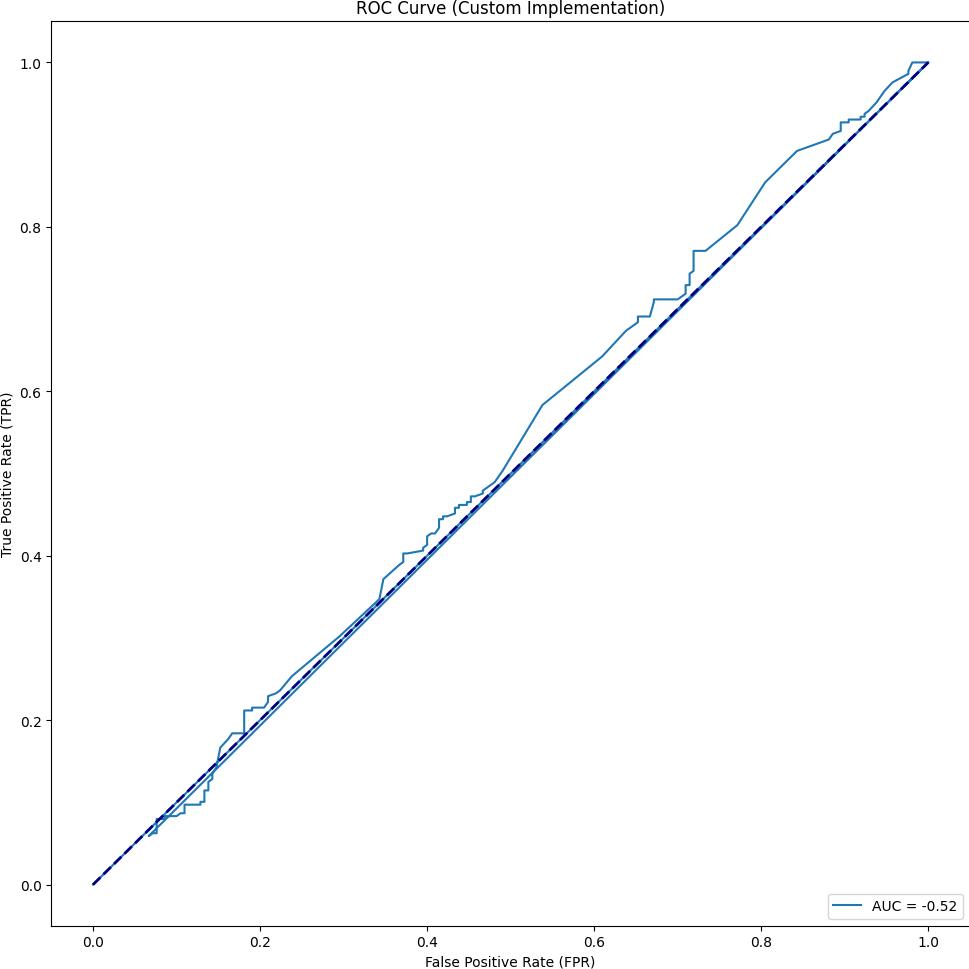 ROC Curve (Custom Implementation)
True Positive Rate (TPR)
1.0
0.8
0.6
0.4
0.2
0.0
0.0 0.2 0.4 0.6 0.8 1.0
False Positive Rate (FPR)
AUC = -0.52